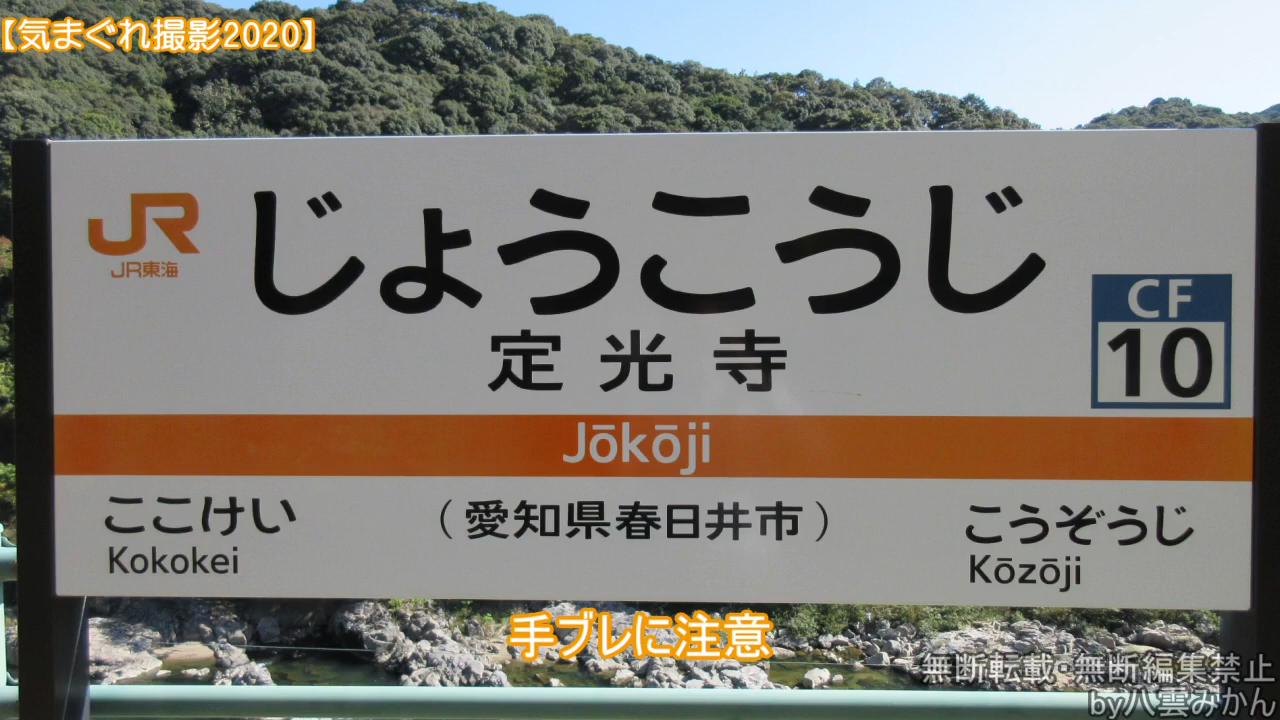 【気まぐれ撮影2020】
JR
JR東海
じょうこうじ
定光寺
CF
10
Jōkōji
ここけい
Kokokei
（愛知県春日井市）
こうぞうじ
Kōzōji
手ブレに注意
無断転載・無断編集禁止
by八雲みかん